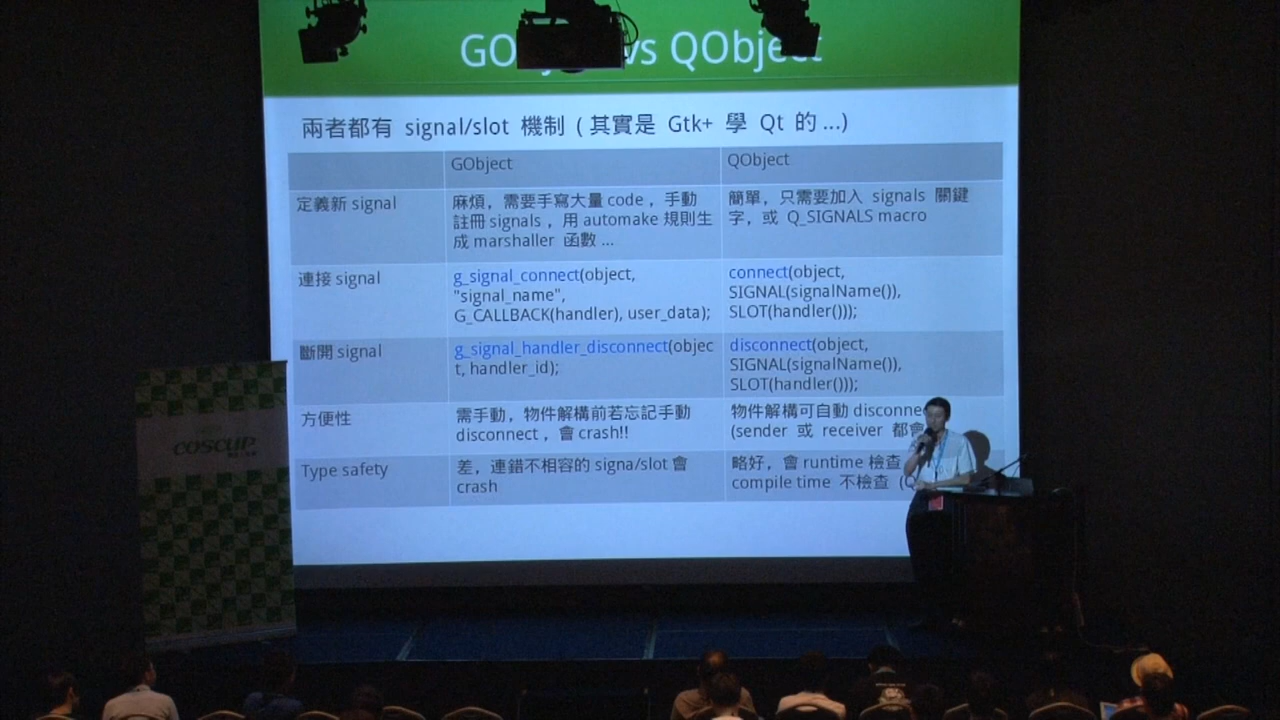 GO vs QObject
兩者都有 signal/slot 機制 ( 其實是 Gtk+ 學 Qt 的 ...)
GObject
QObject
定義新 signal
麻煩，需要手寫大量 code ，手動
註冊 signals ，用 automake 規則生
成 marshaller 函數 ...
簡單，只需要加入 signals 關鍵
字，或 Q_SIGNALS macro
連接 signal
g_signal_connect(object,
"signal_name",
G_CALLBACK(handler), user_data);
connect(object,
SIGNAL(signalName()),
SLOT(handler()));
斷開 signal
g_signal_handler_disconnect(objec
t, handler_id);
disconnect(object,
SIGNAL(signalName()),
SLOT(handler()));
方便性
需手動，物件解構前若忘記手動
disconnect ，會 crash!!
物件解構可自動 disconne
(sender 或 receiver 都會
Type safety
差，連錯不相容的 signa/slot 會
crash
略好，會 runtime 檢查
compile time 不檢查 (Q
COSCUP